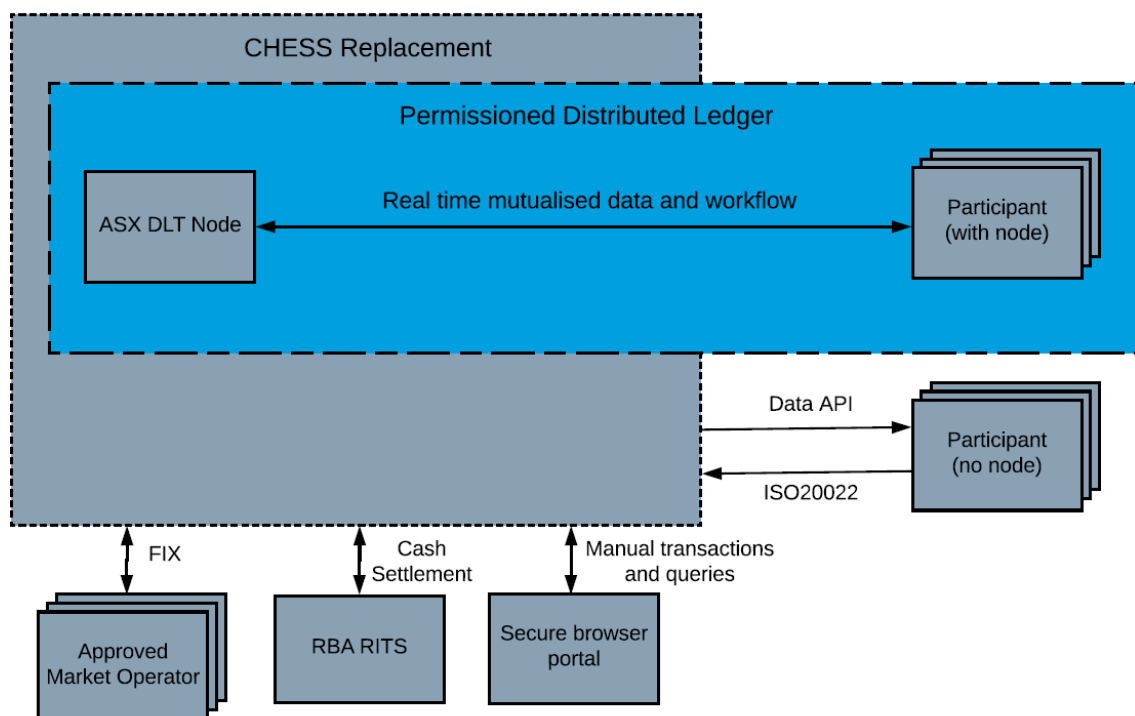 CHESS Replacement
Permissioned Distributed Ledger
ASX DLT Node
Real time mutualised data and workflow
Participant
(with node)
Data API
Participant
(no node)
ISO20022
FIX
Cash
Settlement
Manual transactions
and queries
Approved
Market Operator
RBA RITS
Secure browser
portal